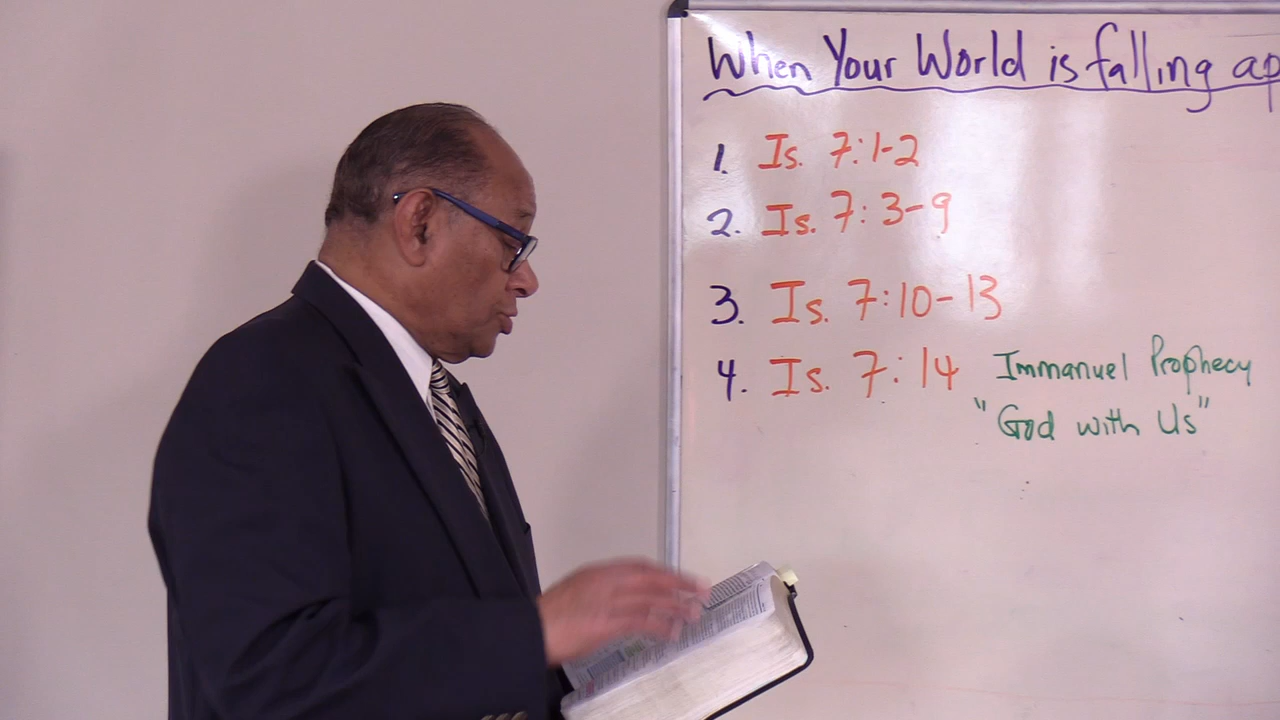 When Your World is falling ap
1. Is. 7:1-2
2. Is. 7:3-9
3. Is. 7:10-13
4. Is. 7:14 Immanuel Prophecy
"God with Us"